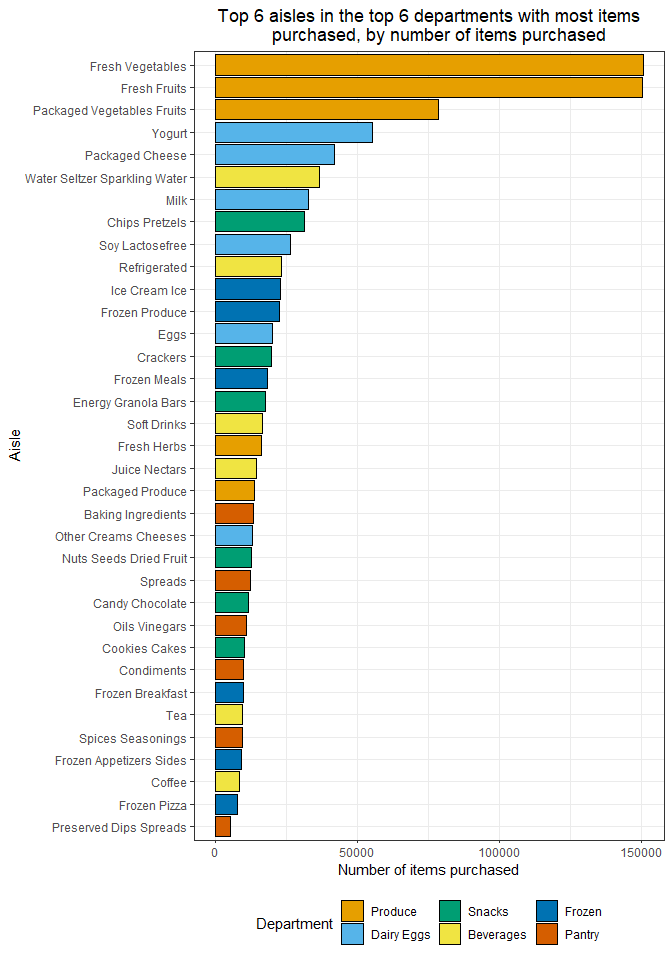 Top 6 aisles in the top 6 departments with most items
purchased, by number of items purchased
Fresh Vegetables
Fresh Fruits
Packaged Vegetables Fruits
Yogurt
Packaged Cheese
Water Seltzer Sparkling Water
Milk
Chips Pretzels
Soy Lactosefree
Refrigerated
Ice Cream Ice
Frozen Produce
Eggs
Crackers
Frozen Meals
Energy Granola Bars
Soft Drinks
Fresh Herbs
Juice Nectars
Packaged Produce
Baking Ingredients
Other Creams Cheeses
Nuts Seeds Dried Fruit
Spreads
Candy Chocolate
Oils Vinegars
Cookies Cakes
Condiments
Frozen Breakfast
Tea
Spices Seasonings
Frozen Appetizers Sides
Coffee
Frozen Pizza
Preserved Dips Spreads
Aisle
0 50000 100000 150000
Number of items purchased
Department
Produce Snacks Frozen
Dairy Eggs Beverages Pantry